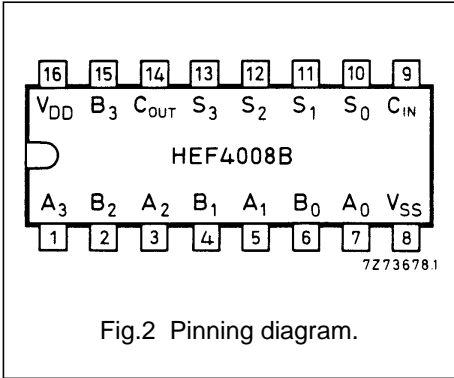 16 15 14 13 12 11 10 9
VDD B3 COUT S3 S2 S1 S0 CIN
HEF4008B
A3 B2 A2 B1 A1 B0 A0 VSS
1 2 3 4 5 6 7 8
7Z73678.1
Fig.2 Pinning diagram.